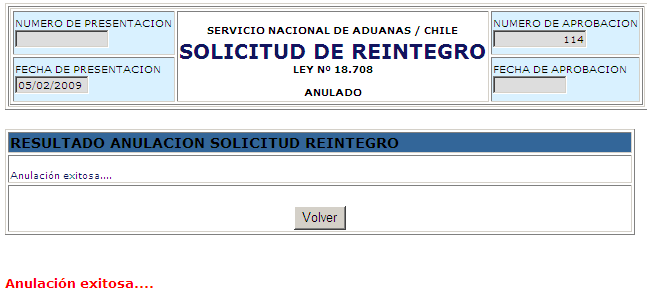 NUMERO DE PRESENTACION
FECHA DE PRESENTACION
05/02/2009
SERVICIO NACIONAL DE ADUANAS / CHILE
SOLICITUD DE REINTEGRO
LEY Nº 18.708
ANULADO
NUMERO DE APROBACION
114
FECHA DE APROBACION
RESULTADO ANULACION SOLICITUD REINTEGRO
Anulación exitosa....
Volver
Anulación exitosa....